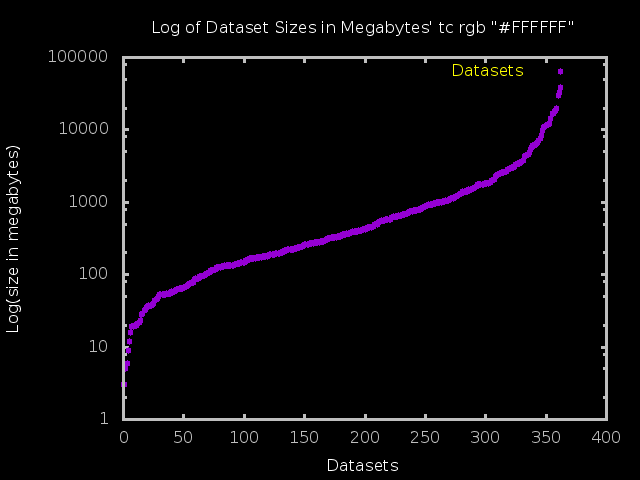 Log of Dataset Sizes in Megabytes' tc rgb "#FFFFFF"
100000
10000
1000
100
10
1
Log(size in megabytes)
Datasets
0 50 100 150 200 250 300 350 400
Datasets